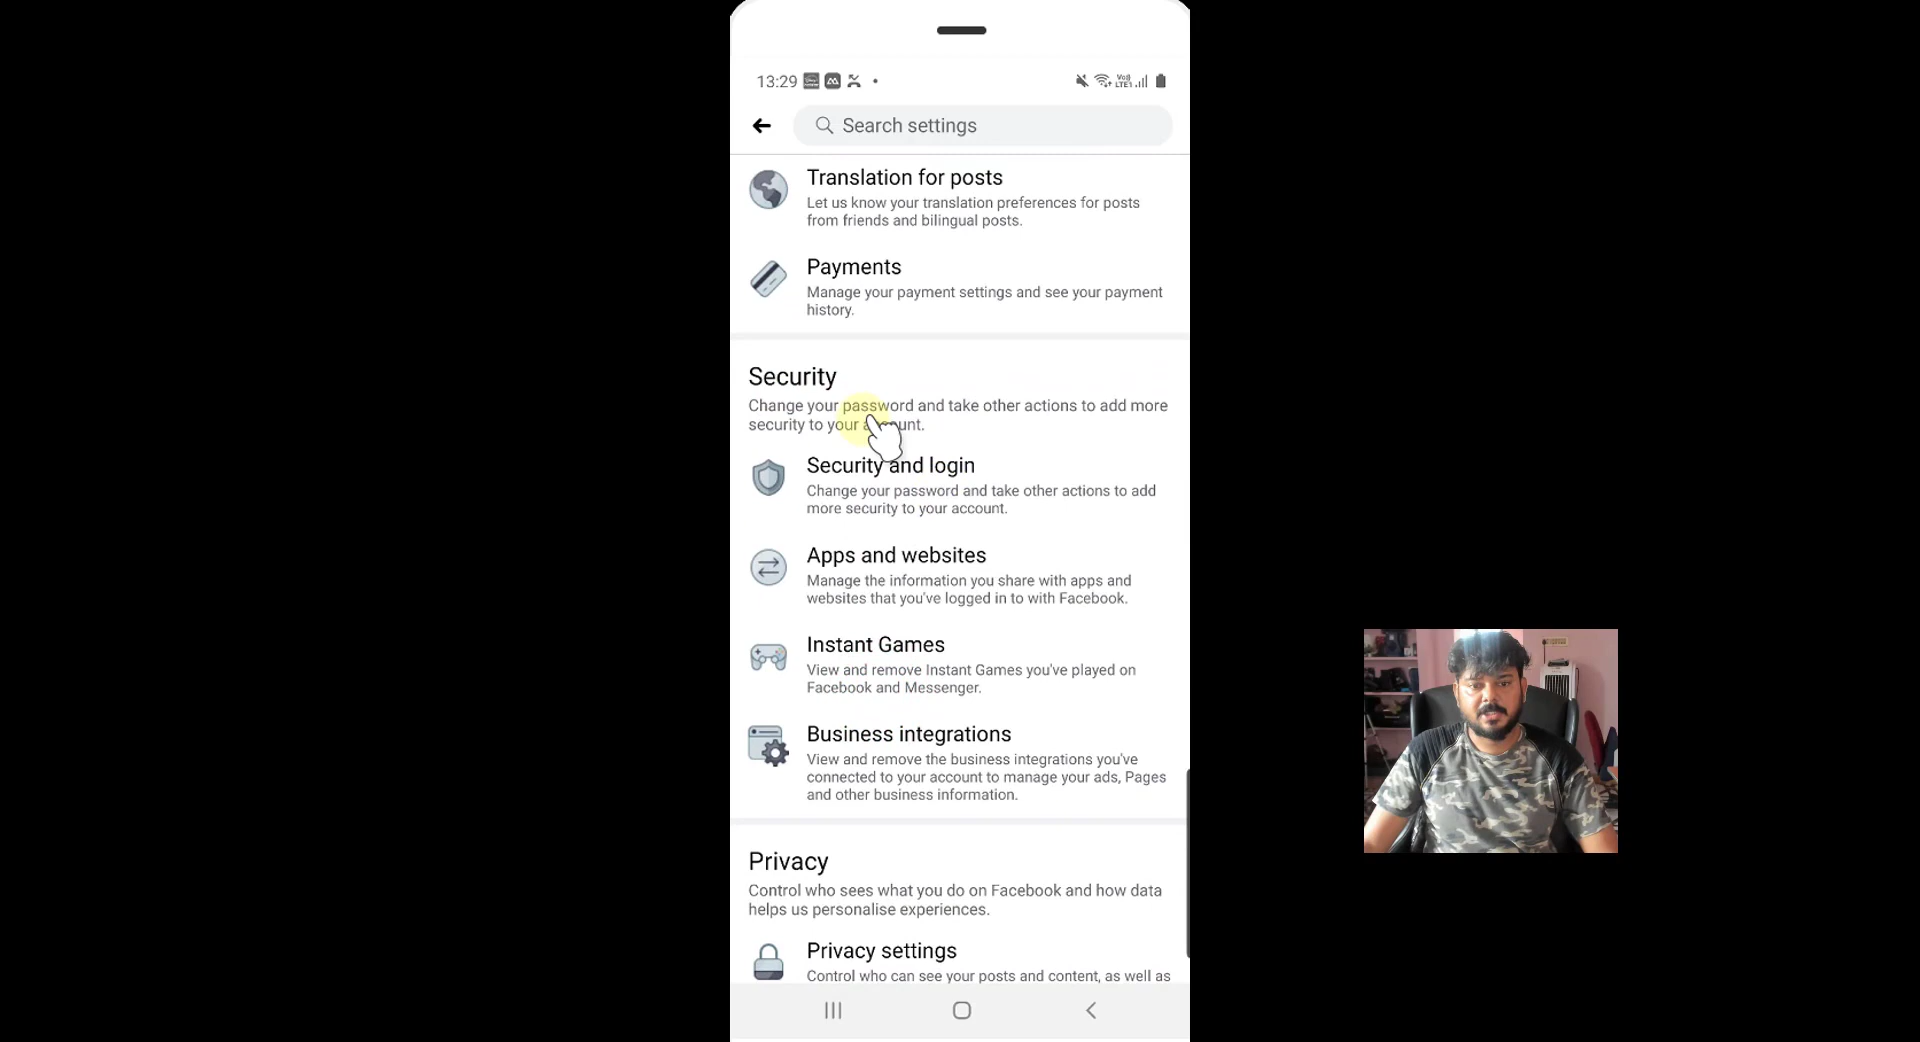 13:29
Search settings
Translation for posts
Let us know your translation preferences for posts
from friends and bilingual posts.
Payments
Manage your payment settings and see your payment
history.
Security
Change your password and take other actions to add more
security to your
Security and login
Change your password and take other actions to add
more security to your account.
Apps and websites
Manage the information you share with apps and
websites that you've logged in to with Facebook.
Instant Games
View and remove Instant Games you've played on
Facebook and Messenger.
Business integrations
View and remove the business integrations you've
connected to your account to manage your ads, Pages
and other business information.
Privacy
Control who sees what you do on Facebook and how data
helps us personalise experiences.
Privacy settings
Control who can see your posts and content, as well as